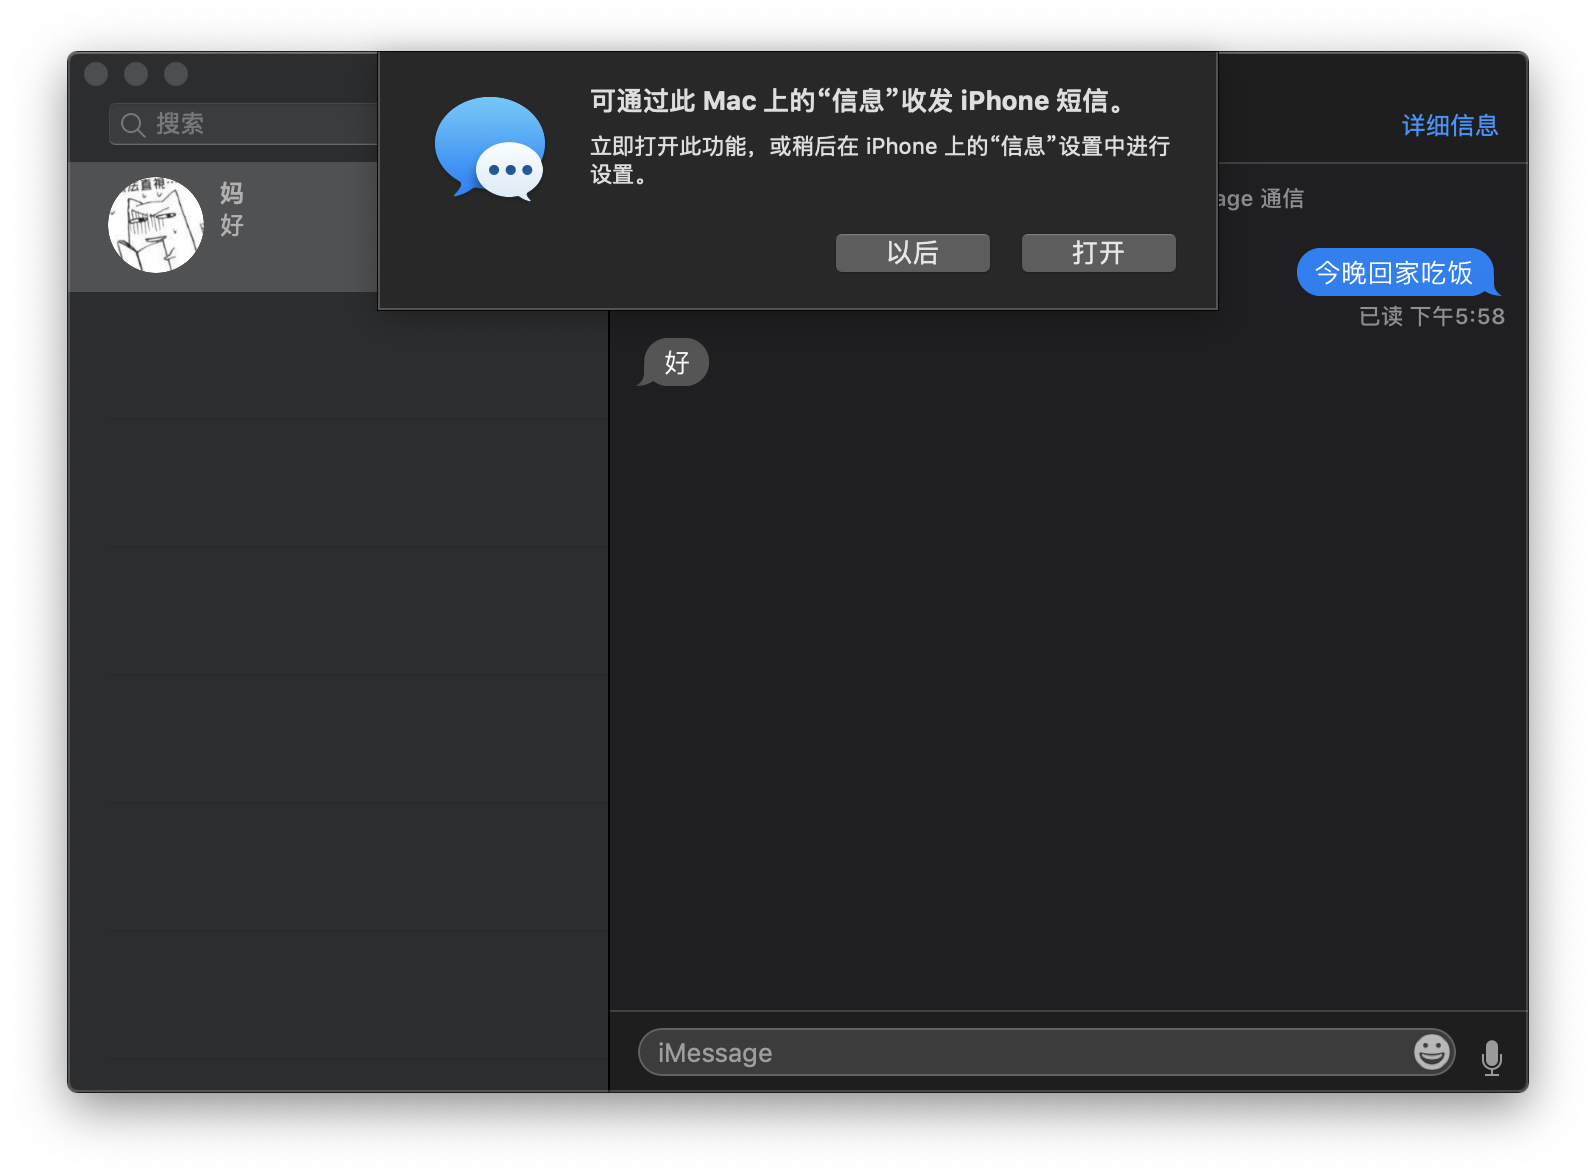 可通过此 Mac 上的“信息”收发 iPhone 短信。
立即打开此功能，或稍后在 iPhone 上的“信息”设置中进行
设置。
以后
打开
搜索
妈
好
详细信息
age 通信
今晚回家吃饭
已读 下午5:58
好
iMessage